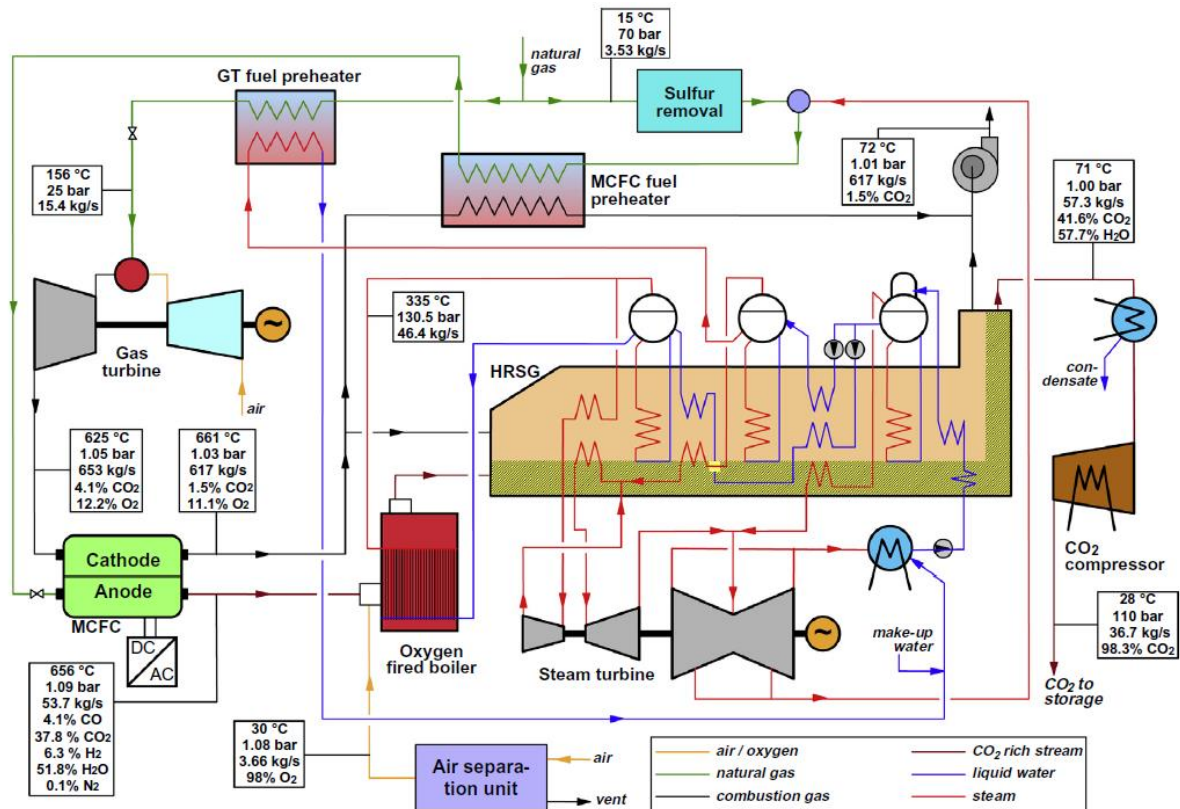 15 °C
70 bar
3.53 kg/s
natural
gas
GT fuel preheater
Sulfur
removal
72 °C
1.01 bar
617 kg/s
1.5% CO₂
71 °C
1.00 bar
57.3 kg/s
41.6% CO₂
57.7% H₂O
156 °C
25 bar
15.4 kg/s
MCFC fuel
preheater
335 °C
130.5 bar
46.4 kg/s
Gas
turbine
HRSG
con-
densate
air
625 °C
1.05 bar
653 kg/s
4.1% CO₂
12.2% O₂
661 °C
1.03 bar
617 kg/s
1.5% CO₂
11.1% O₂
Cathode
Anode
MCFC
DC
AC
Oxygen
fired boiler
Steam turbine
make-up
water
CO₂
compressor
28 °C
110 bar
36.7 kg/s
98.3% CO₂
CO₂ to
storage
656 °C
1.09 bar
53.7 kg/s
4.1% CO
37.8 % CO₂
6.3 % H₂
51.8% H₂O
0.1% N₂
30 °C
1.08 bar
3.66 kg/s
98% O₂
Air separa-
tion unit
air
vent
air / oxygen
natural gas
combustion gas
CO₂ rich stream
liquid water
steam